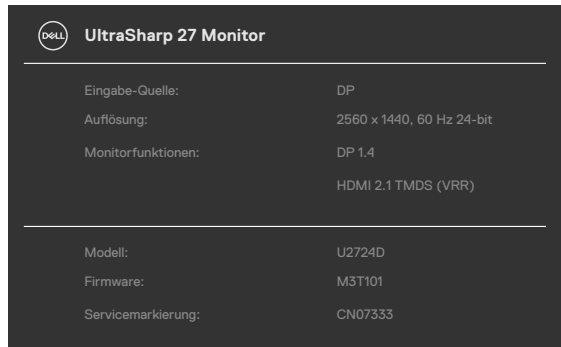 DELL UltraSharp 27 Monitor
Eingabe-Quelle: DP
Auflösung: 2560 x 1440, 60 Hz 24-bit
Monitorfunktionen: DP 1.4
HDMI 2.1 TMDS (VRR)
Modell: U2724D
Firmware: M3T101
Servicemarkierung: CN07333